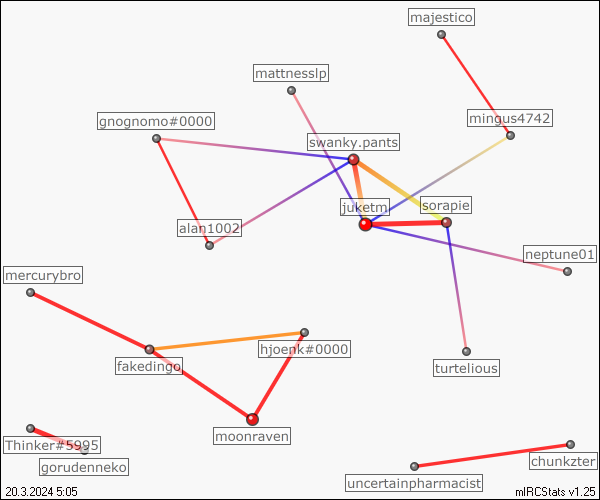 majestico
mattnesslp
gnognomo#0000
mingus4742
swanky.pants
juketm
sorapie
alan1002
neptune01
mercurybro
hjoenk#0000
fakedingo
turtelious
moonraven
Thinker#5995
gorudenneko
chunkzter
uncertainpharmacist
20.3.2024 5:05
mIRCStats v1.25